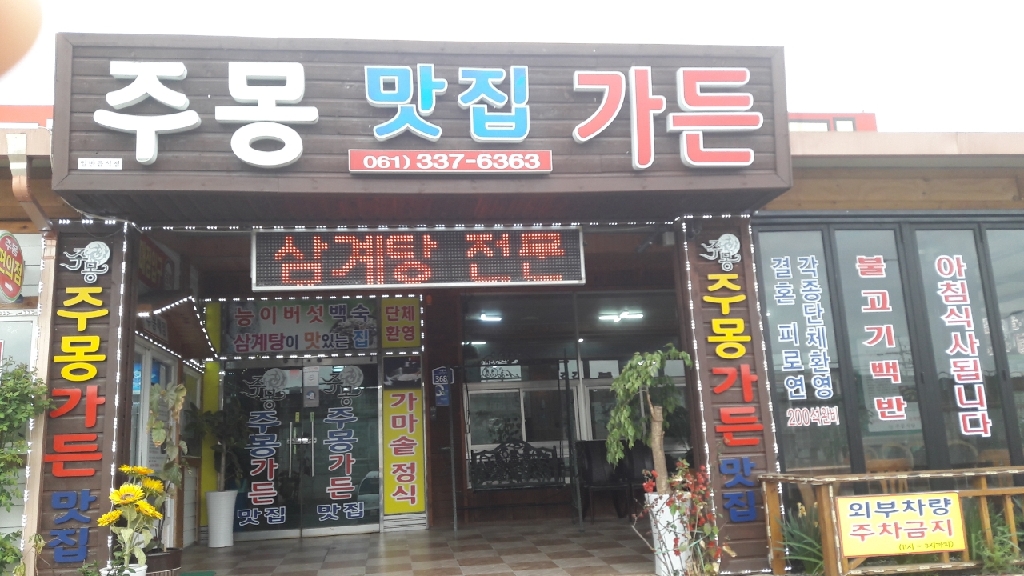 주몽 맛집 가든
061) 337-6363
삼계탕 전문
능이버섯백숙
삼계탕이 맛있는집
단체
환영
주몽
주몽가든 맛집
주몽가든 맛집
주몽가든 맛집
가마솥정식
366
주몽
주몽가든 맛집
결혼 피로연
각종단체환영
200석완비
불고기백반
아침식사됩니다
외부차량
주차금지